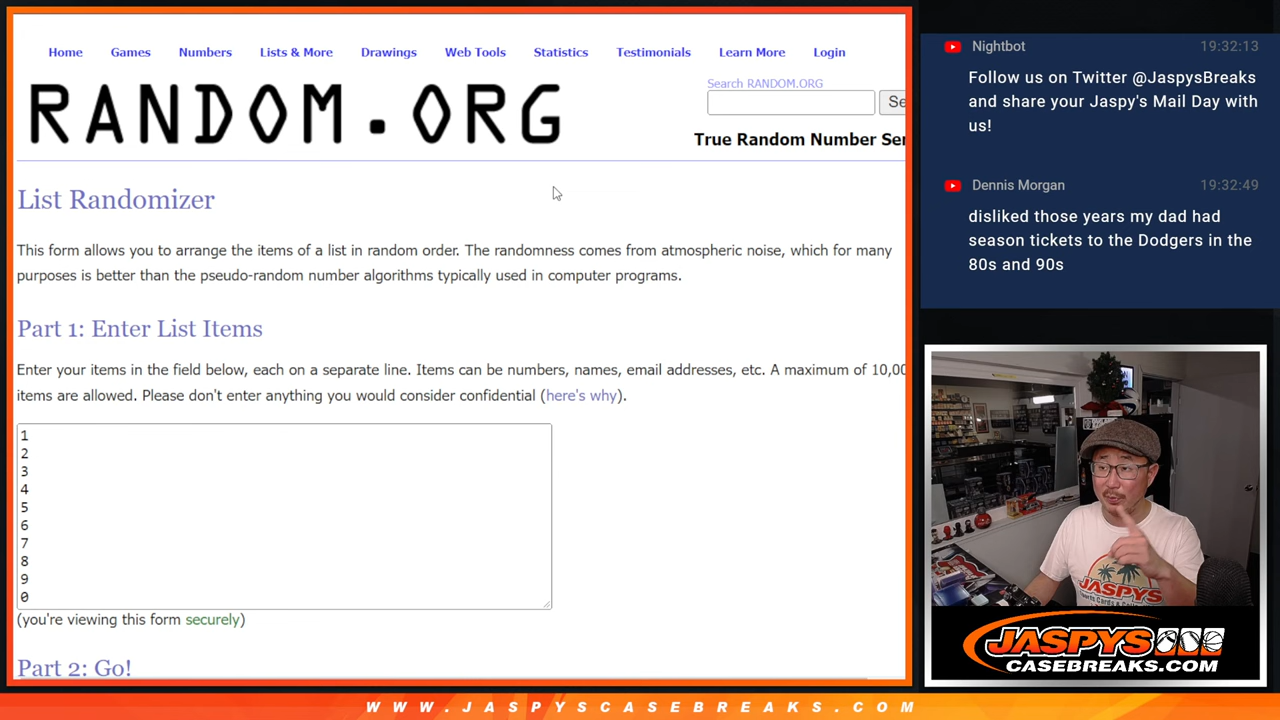 Home Games Numbers Lists & More Drawings Web Tools Statistics Testimonials Learn More Login
RANDOM.ORG
Search RANDOM.ORG
Se
True Random Number Ser
List Randomizer
This form allows you to arrange the items of a list in random order. The randomness comes from atmospheric noise, which for many
purposes is better than the pseudo-random number algorithms typically used in computer programs.
Part 1: Enter List Items
Enter your items in the field below, each on a separate line. Items can be numbers, names, email addresses, etc. A maximum of 10,00
items are allowed. Please don't enter anything you would consider confidential (here's why).
1
2
3
4
5
6
7
8
9
0
(you're viewing this form securely)
Part 2: Go!
Nightbot 19:32:13
Follow us on Twitter @JaspysBreaks
and share your Jaspy's Mail Day with
us!
Dennis Morgan 19:32:49
disliked those years my dad had
season tickets to the Dodgers in the
80s and 90s
JASPYS
JASPYS
CASEBREAKS.COM
WWW.JASPYSCASEBREAKS.COM